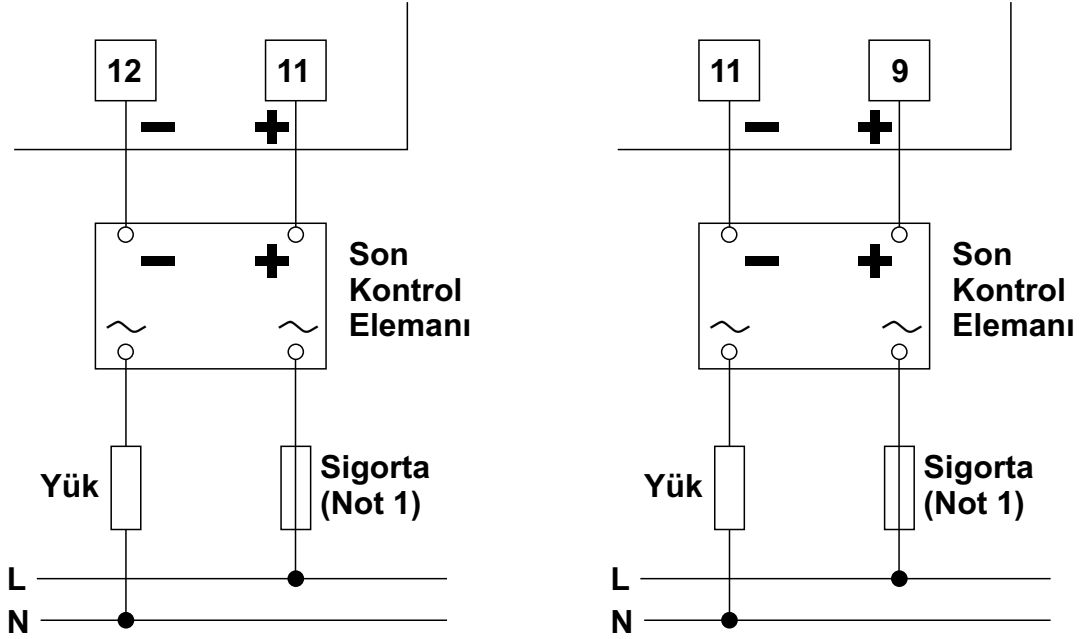 12 11
− +
− +
Son
Kontrol
Elemanı
~ ~
Yük
Sigorta
(Not 1)
L
N
11 9
− +
− +
Son
Kontrol
Elemanı
~ ~
Yük
Sigorta
(Not 1)
L
N